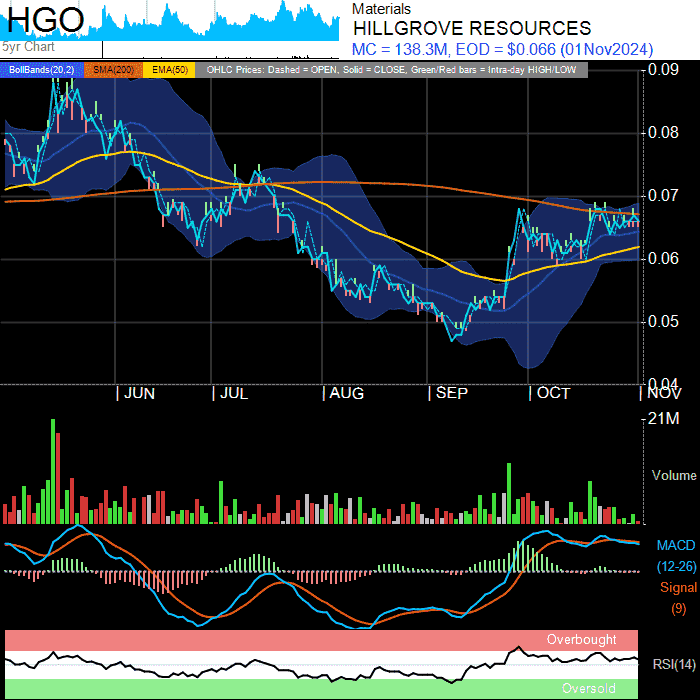 HGO
5yr Chart
Materials
HILLGROVE RESOURCES
MC = 138.3M, EOD = $0.066 (01Nov2024)
BollBands(20,2) SMA(200) EMA(50) OHLC Prices: Dashed = OPEN, Solid = CLOSE, Green/Red bars = Intra-day HIGH/LOW
0.09
0.08
0.07
0.06
0.05
0.04
JUN JUL AUG SEP OCT NOV
21M
Volume
MACD
(12-26)
Signal
(9)
Overbought
RSI(14)
Oversold